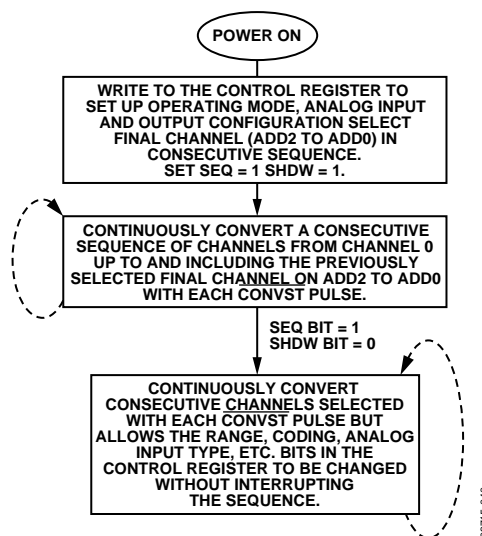 POWER ON
WRITE TO THE CONTROL REGISTER TO
SET UP OPERATING MODE, ANALOG INPUT
AND OUTPUT CONFIGURATION SELECT
FINAL CHANNEL (ADD2 TO ADD0) IN
CONSECUTIVE SEQUENCE.
SET SEQ = 1 SHDW = 1.
CONTINUOUSLY CONVERT A CONSECUTIVE
SEQUENCE OF CHANNELS FROM CHANNEL 0
UP TO AND INCLUDING THE PREVIOUSLY
SELECTED FINAL CHANNEL ON ADD2 TO ADD0
WITH EACH CONVST PULSE.
SEQ BIT = 1
SHDW BIT = 0
CONTINUOUSLY CONVERT
CONSECUTIVE CHANNELS SELECTED
WITH EACH CONVST PULSE BUT
ALLOWS THE RANGE, CODING, ANALOG
INPUT TYPE, ETC. BITS IN THE
CONTROL REGISTER TO BE CHANGED
WITHOUT INTERRUPTING
THE SEQUENCE.